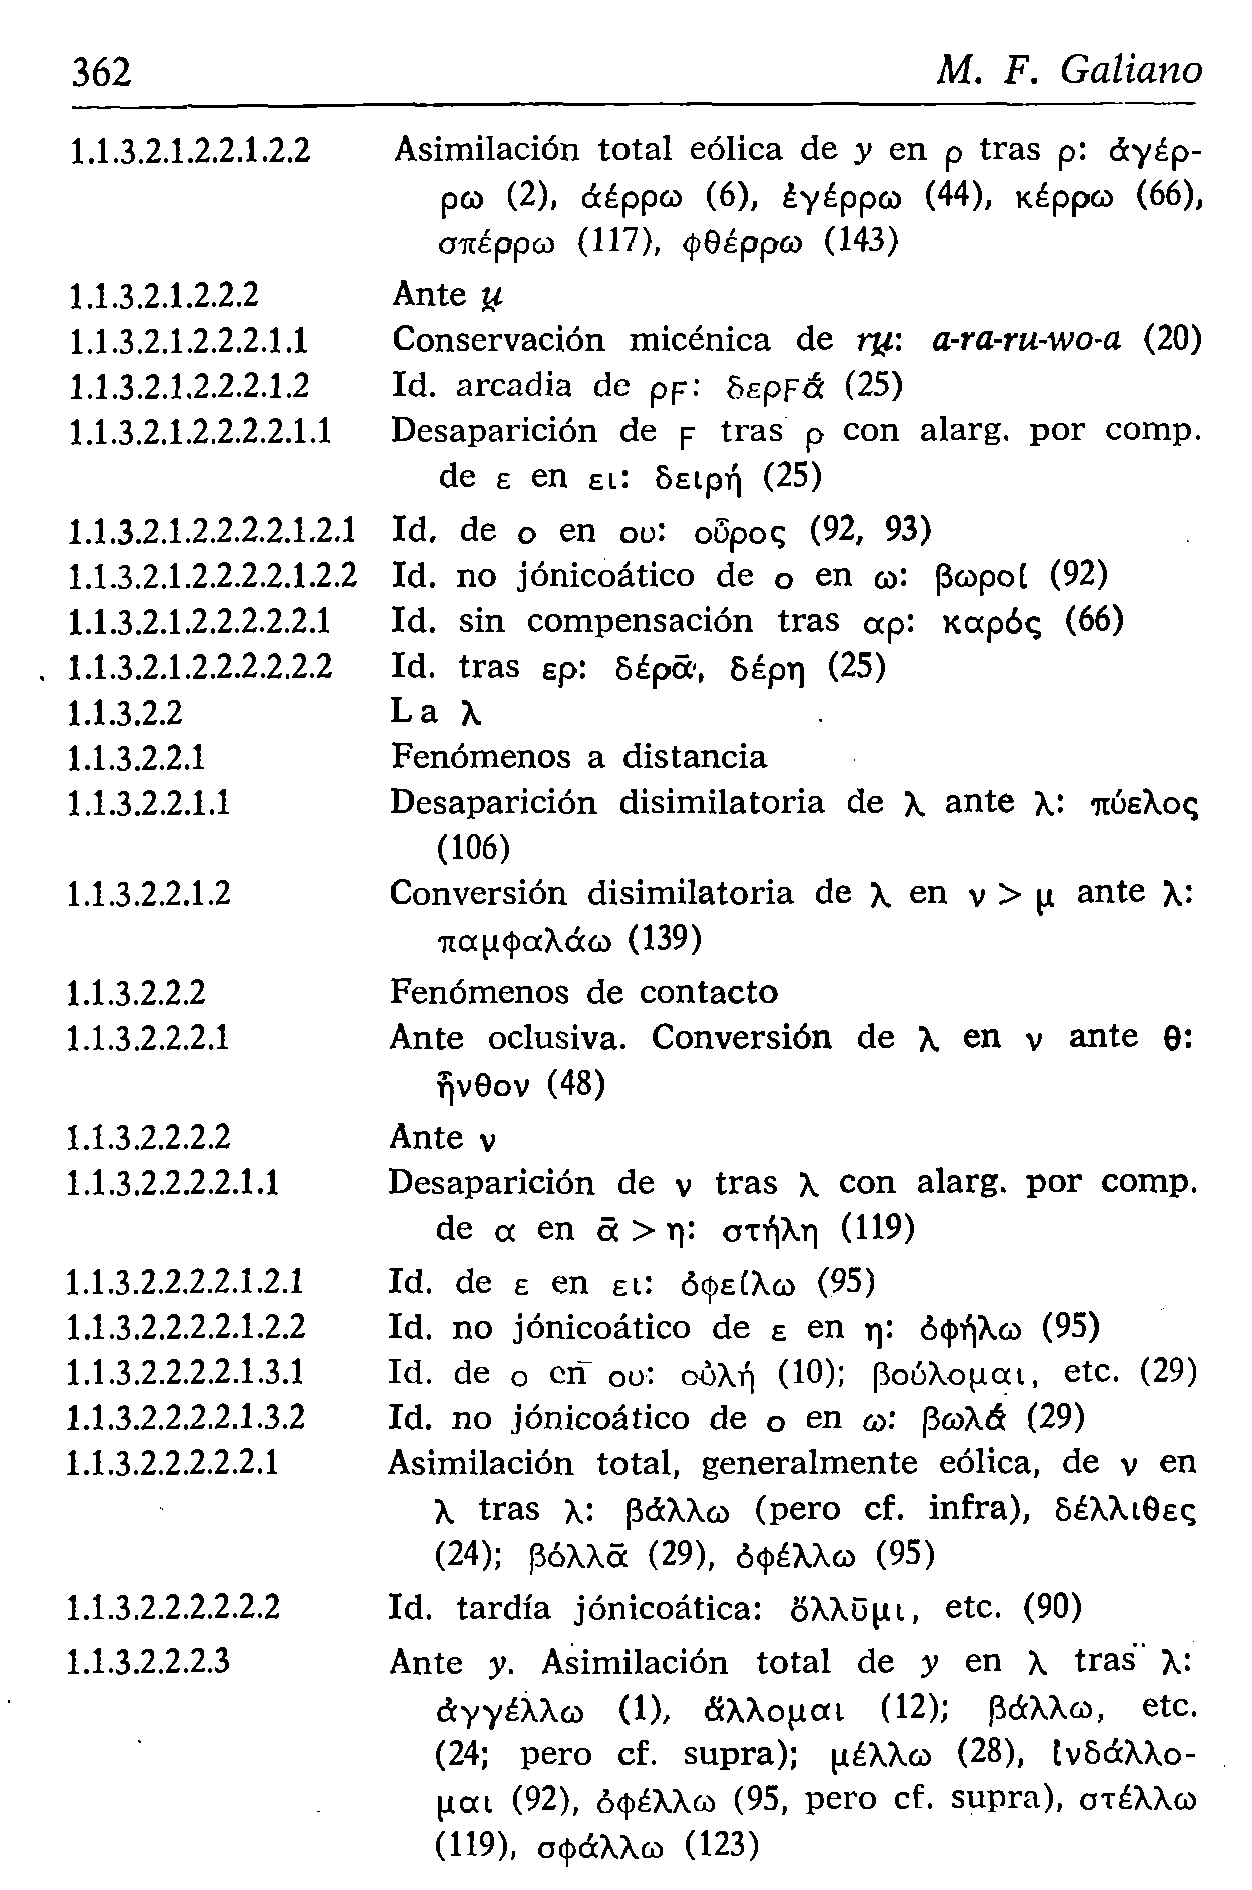 362 M. F. Galiano
1.1.3.2.1.2.2.1.2.2 Asimilación total eólica de y en ρ tras ρ: ἀγέρ-
ρω (2), ἀέρρω (6), ἐγέρρω (44), κέρρω (66),
σπέρρω (117), φθέρρω (143)
1.1.3.2.1.2.2.2 Ante u̯
1.1.3.2.1.2.2.2.1.1 Conservación micénica de ru̯: a-ra-ru-wo-a (20)
1.1.3.2.1.2.2.2.1.2 Id. arcadia de ρϝ: δερϝά (25)
1.1.3.2.1.2.2.2.2.1.1 Desaparición de ϝ tras ρ con alarg. por comp.
de ε en ει: δειρή (25)
1.1.3.2.1.2.2.2.2.1.2.1 Id. de ο en ου: οὖρος (92, 93)
1.1.3.2.1.2.2.2.2.1.2.2 Id. no jónicoático de ο en ω: βωροί (92)
1.1.3.2.1.2.2.2.2.2.1 Id. sin compensación tras αρ: καρός (66)
1.1.3.2.1.2.2.2.2.2.2 Id. tras ερ: δέρᾱ, δέρη (25)
1.1.3.2.2 La λ
1.1.3.2.2.1 Fenómenos a distancia
1.1.3.2.2.1.1 Desaparición disimilatoria de λ ante λ: πύελος
(106)
1.1.3.2.2.1.2 Conversión disimilatoria de λ en ν > μ ante λ:
παμφαλάω (139)
1.1.3.2.2.2 Fenómenos de contacto
1.1.3.2.2.2.1 Ante oclusiva. Conversión de λ en ν ante θ:
ἦνθον (48)
1.1.3.2.2.2.2 Ante ν
1.1.3.2.2.2.2.1.1 Desaparición de ν tras λ con alarg. por comp.
de α en ᾱ > η: στήλη (119)
1.1.3.2.2.2.2.1.2.1 Id. de ε en ει: ὀφείλω (95)
1.1.3.2.2.2.2.1.2.2 Id. no jónicoático de ε en η: ὀφήλω (95)
1.1.3.2.2.2.2.1.3.1 Id. de ο en ου: οὐλή (10); βούλομαι, etc. (29)
1.1.3.2.2.2.2.1.3.2 Id. no jónicoático de ο en ω: βωλά (29)
1.1.3.2.2.2.2.2.1 Asimilación total, generalmente eólica, de ν en
λ tras λ: βάλλω (pero cf. infra), δέλλιθες
(24); βόλλᾱ (29), ὀφέλλω (95)
1.1.3.2.2.2.2.2.2 Id. tardía jónicoática: ὄλλῡμι, etc. (90)
1.1.3.2.2.2.3 Ante y. Asimilación total de y en λ tras λ:
ἀγγέλλω (1), ἅλλομαι (12); βάλλω, etc.
(24; pero cf. supra); μέλλω (28), ἰνδάλλο-
μαι (92), ὀφέλλω (95, pero cf. supra), στέλλω
(119), σφάλλω (123)